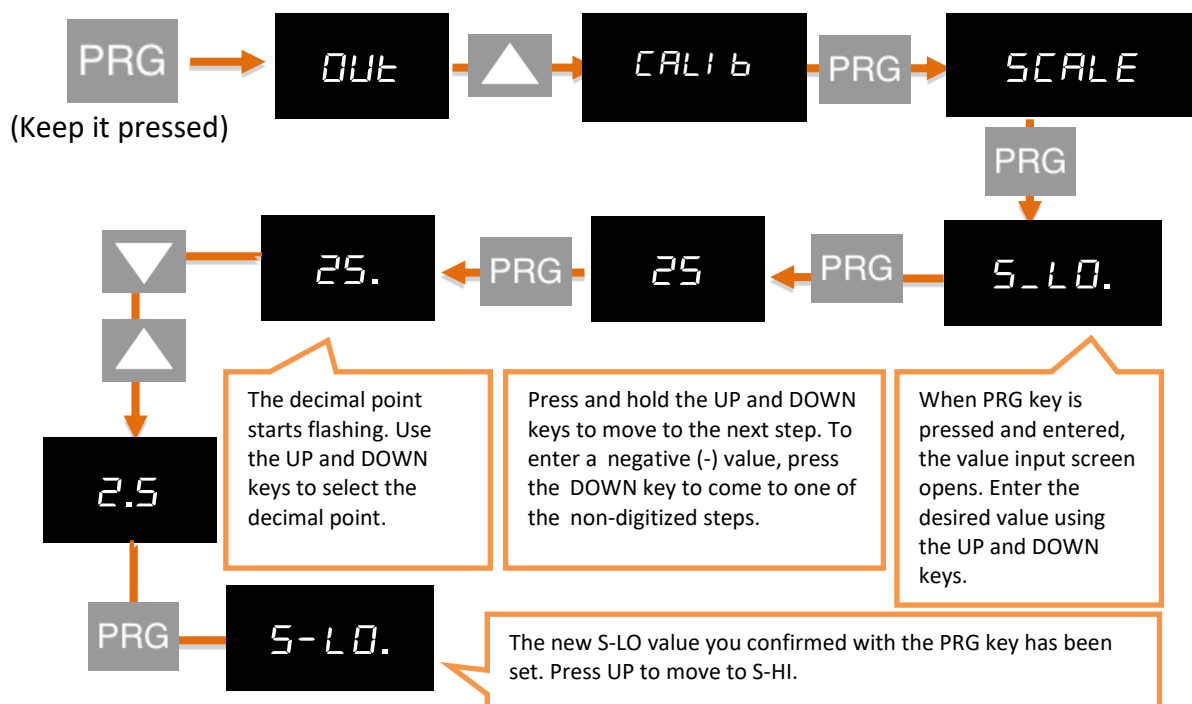 PRG
(Keep it pressed)
OUt
CALI b
PRG
SCALE
PRG
S_LO.
PRG
25
PRG
25.
The decimal point
starts flashing. Use
the UP and DOWN
keys to select the
decimal point.
Press and hold the UP and DOWN
keys to move to the next step. To
enter a negative (-) value, press
the DOWN key to come to one of
the non-digitized steps.
When PRG key is
pressed and entered,
the value input screen
opens. Enter the
desired value using
the UP and DOWN
keys.
2.5
PRG
S-LO.
The new S-LO value you confirmed with the PRG key has been
set. Press UP to move to S-HI.